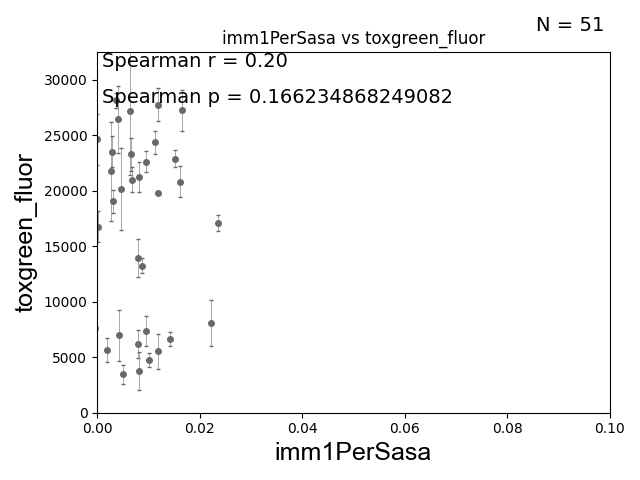 N = 51
imm1PerSasa vs toxgreen_fluor
Spearman r = 0.20
Spearman p = 0.166234868249082
30000
25000
20000
15000
10000
5000
0
toxgreen_fluor
0.00 0.02 0.04 0.06 0.08 0.10
imm1PerSasa